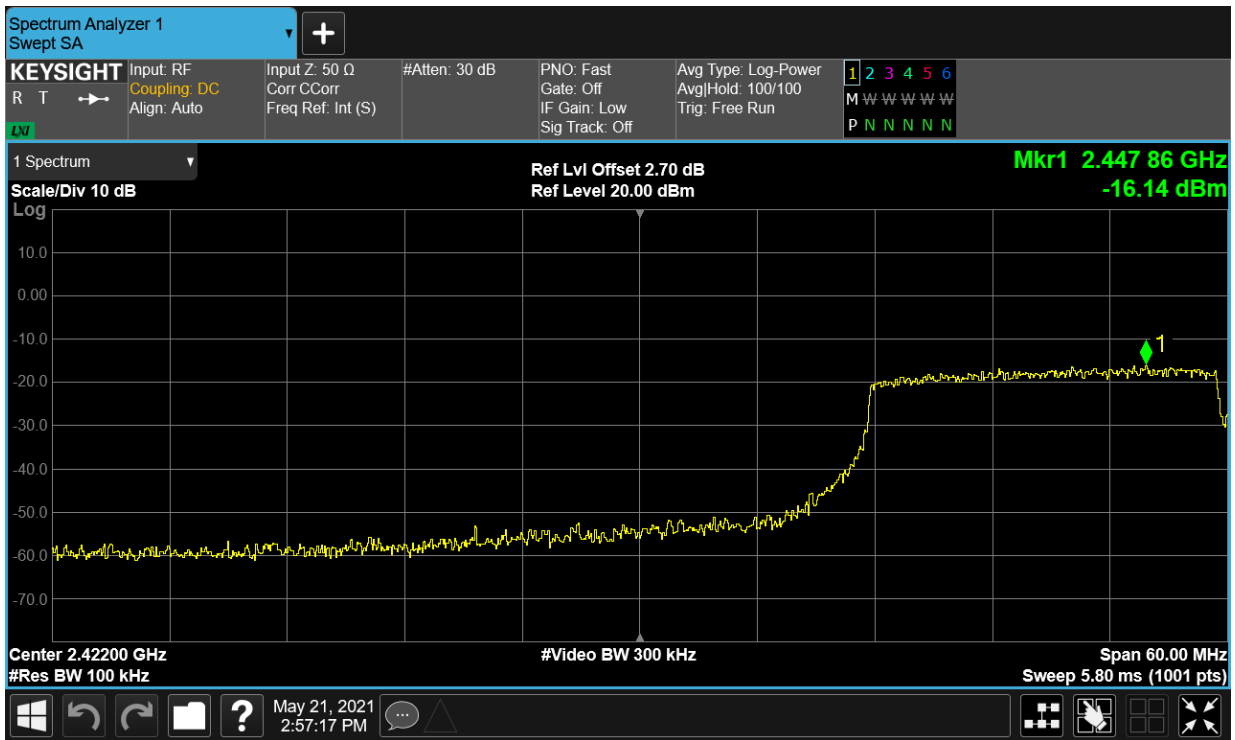 Spectrum Analyzer 1
Swept SA
+
KEYSIGHT
R T
LXI
Input: RF
Coupling: DC
Align: Auto
Input Z: 50 Ω
Corr CCorr
Freq Ref: Int (S)
#Atten: 30 dB
PNO: Fast
Gate: Off
IF Gain: Low
Sig Track: Off
Avg Type: Log-Power
Avg|Hold: 100/100
Trig: Free Run
1 2 3 4 5 6
M W W W W W
P N N N N N
1 Spectrum
Scale/Div 10 dB
Log
Ref Lvl Offset 2.70 dB
Ref Level 20.00 dBm
Mkr1 2.447 86 GHz
-16.14 dBm
10.0
0.00
-10.0
-20.0
-30.0
-40.0
-50.0
-60.0
-70.0
1
Center 2.42200 GHz
#Res BW 100 kHz
#Video BW 300 kHz
Span 60.00 MHz
Sweep 5.80 ms (1001 pts)
?
May 21, 2021
2:57:17 PM